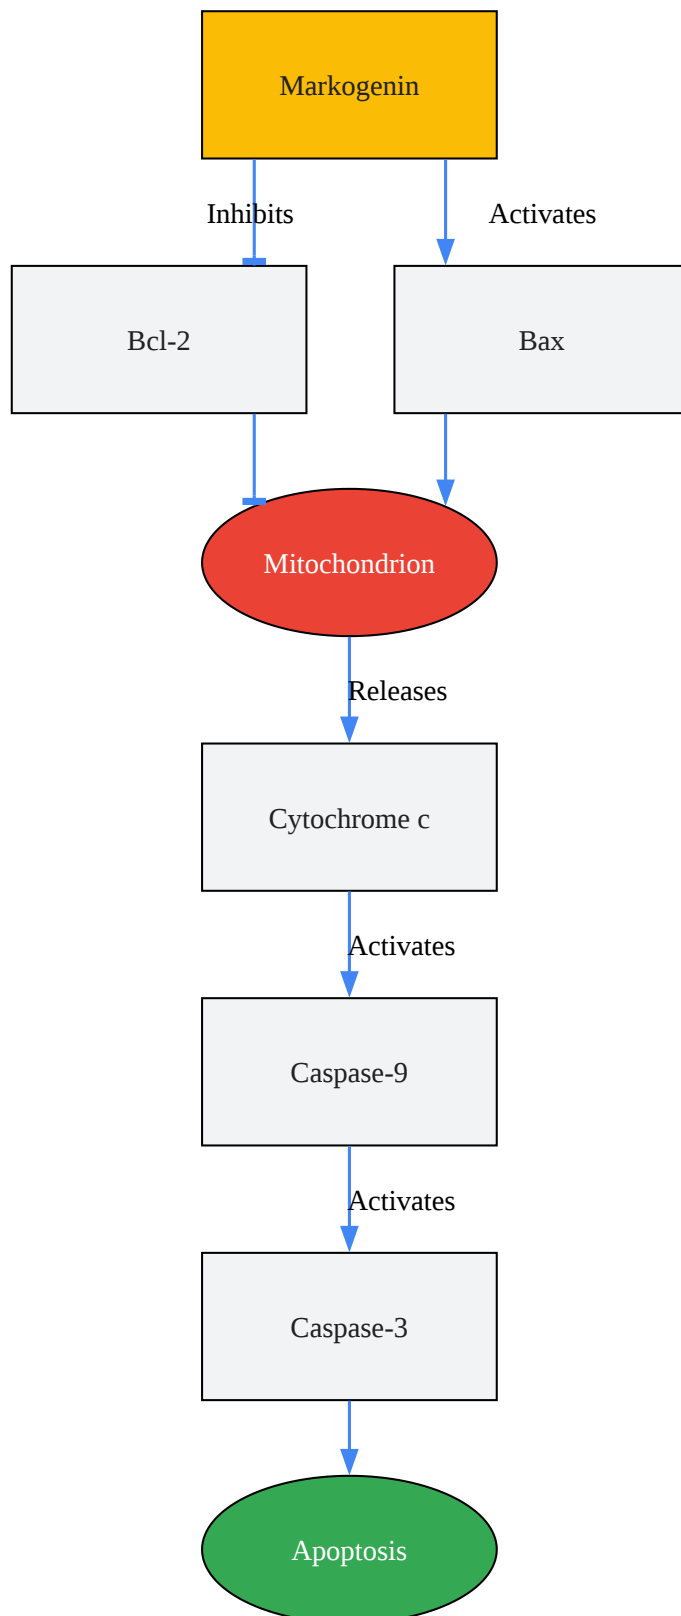 Markogenin
Inhibits
Activates
Bcl-2
Bax
Mitochondrion
Releases
Cytochrome c
Activates
Caspase-9
Activates
Caspase-3
Apoptosis